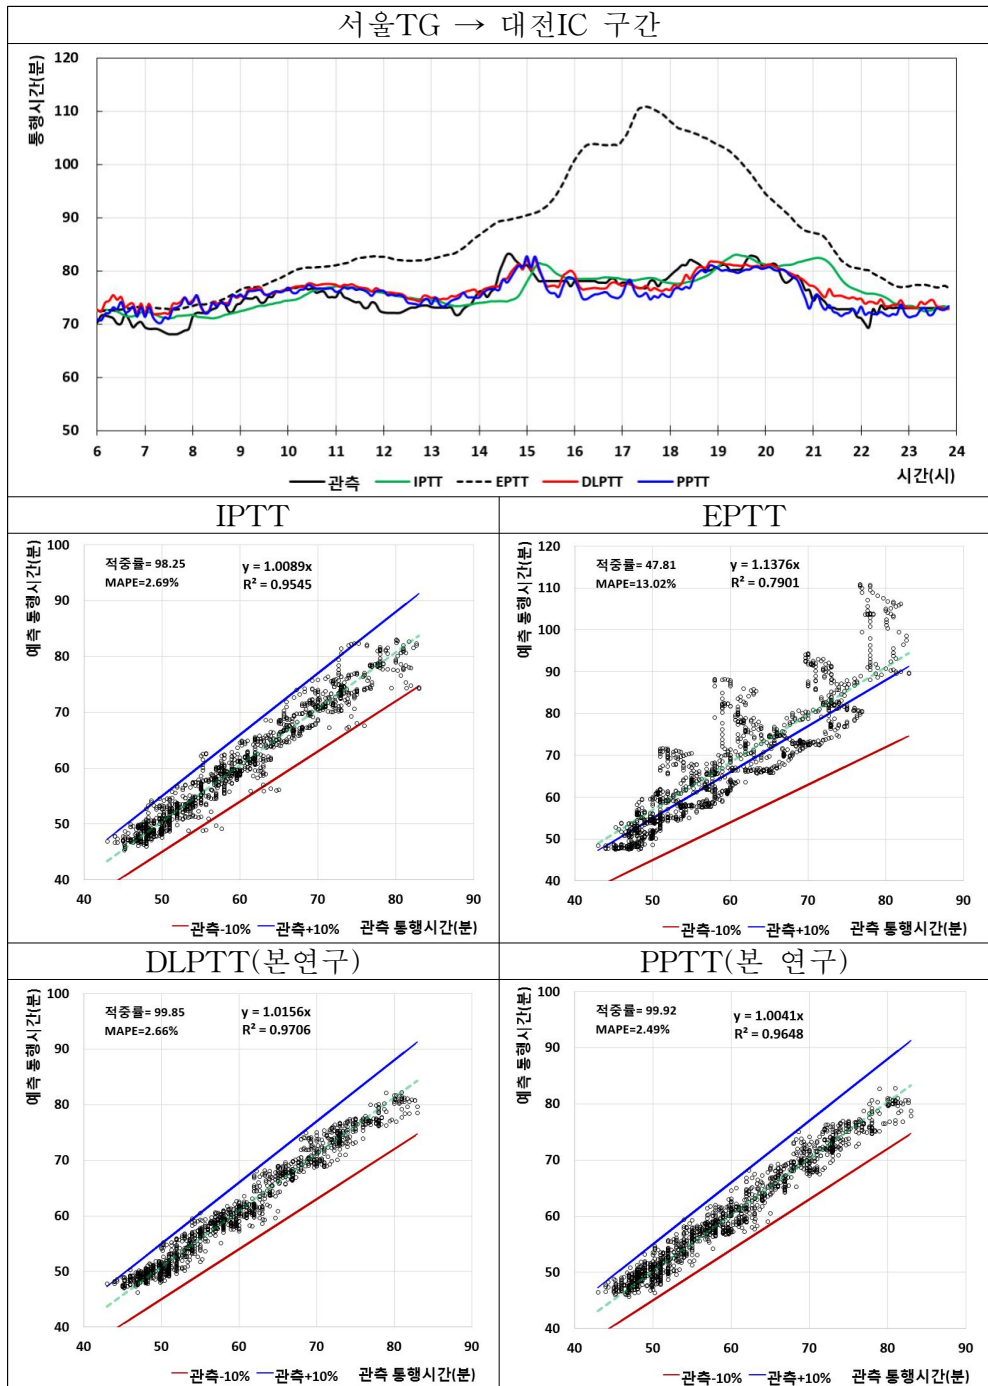 서울TG → 대전IC 구간
통행시간(분)
120
110
100
90
80
70
60
50
6 7 8 9 10 11 12 13 14 15 16 17 18 19 20 21 22 23 24
시간(시)
관측 IPTT EPTT DLPTT PPTT
IPTT
예측 통행시간(분)
적중률= 98.25
MAPE=2.69%
y = 1.0089x
R² = 0.9545
100
90
80
70
60
50
40
40 50 60 70 80 90
관측-10% 관측+10% 관측 통행시간(분)
EPTT
예측 통행시간(분)
적중률= 47.81
MAPE=13.02%
y = 1.1376x
R² = 0.7901
120
110
100
90
80
70
60
50
40
40 50 60 70 80 90
관측-10% 관측+10% 관측 통행시간(분)
DLPTT(본연구)
예측 통행시간(분)
적중률= 99.85
MAPE=2.66%
y = 1.0156x
R² = 0.9706
100
90
80
70
60
50
40
40 50 60 70 80 90
관측-10% 관측+10% 관측 통행시간(분)
PPTT(본 연구)
예측 통행시간(분)
적중률= 99.92
MAPE=2.49%
y = 1.0041x
R² = 0.9648
100
90
80
70
60
50
40
40 50 60 70 80 90
관측-10% 관측+10% 관측 통행시간(분)